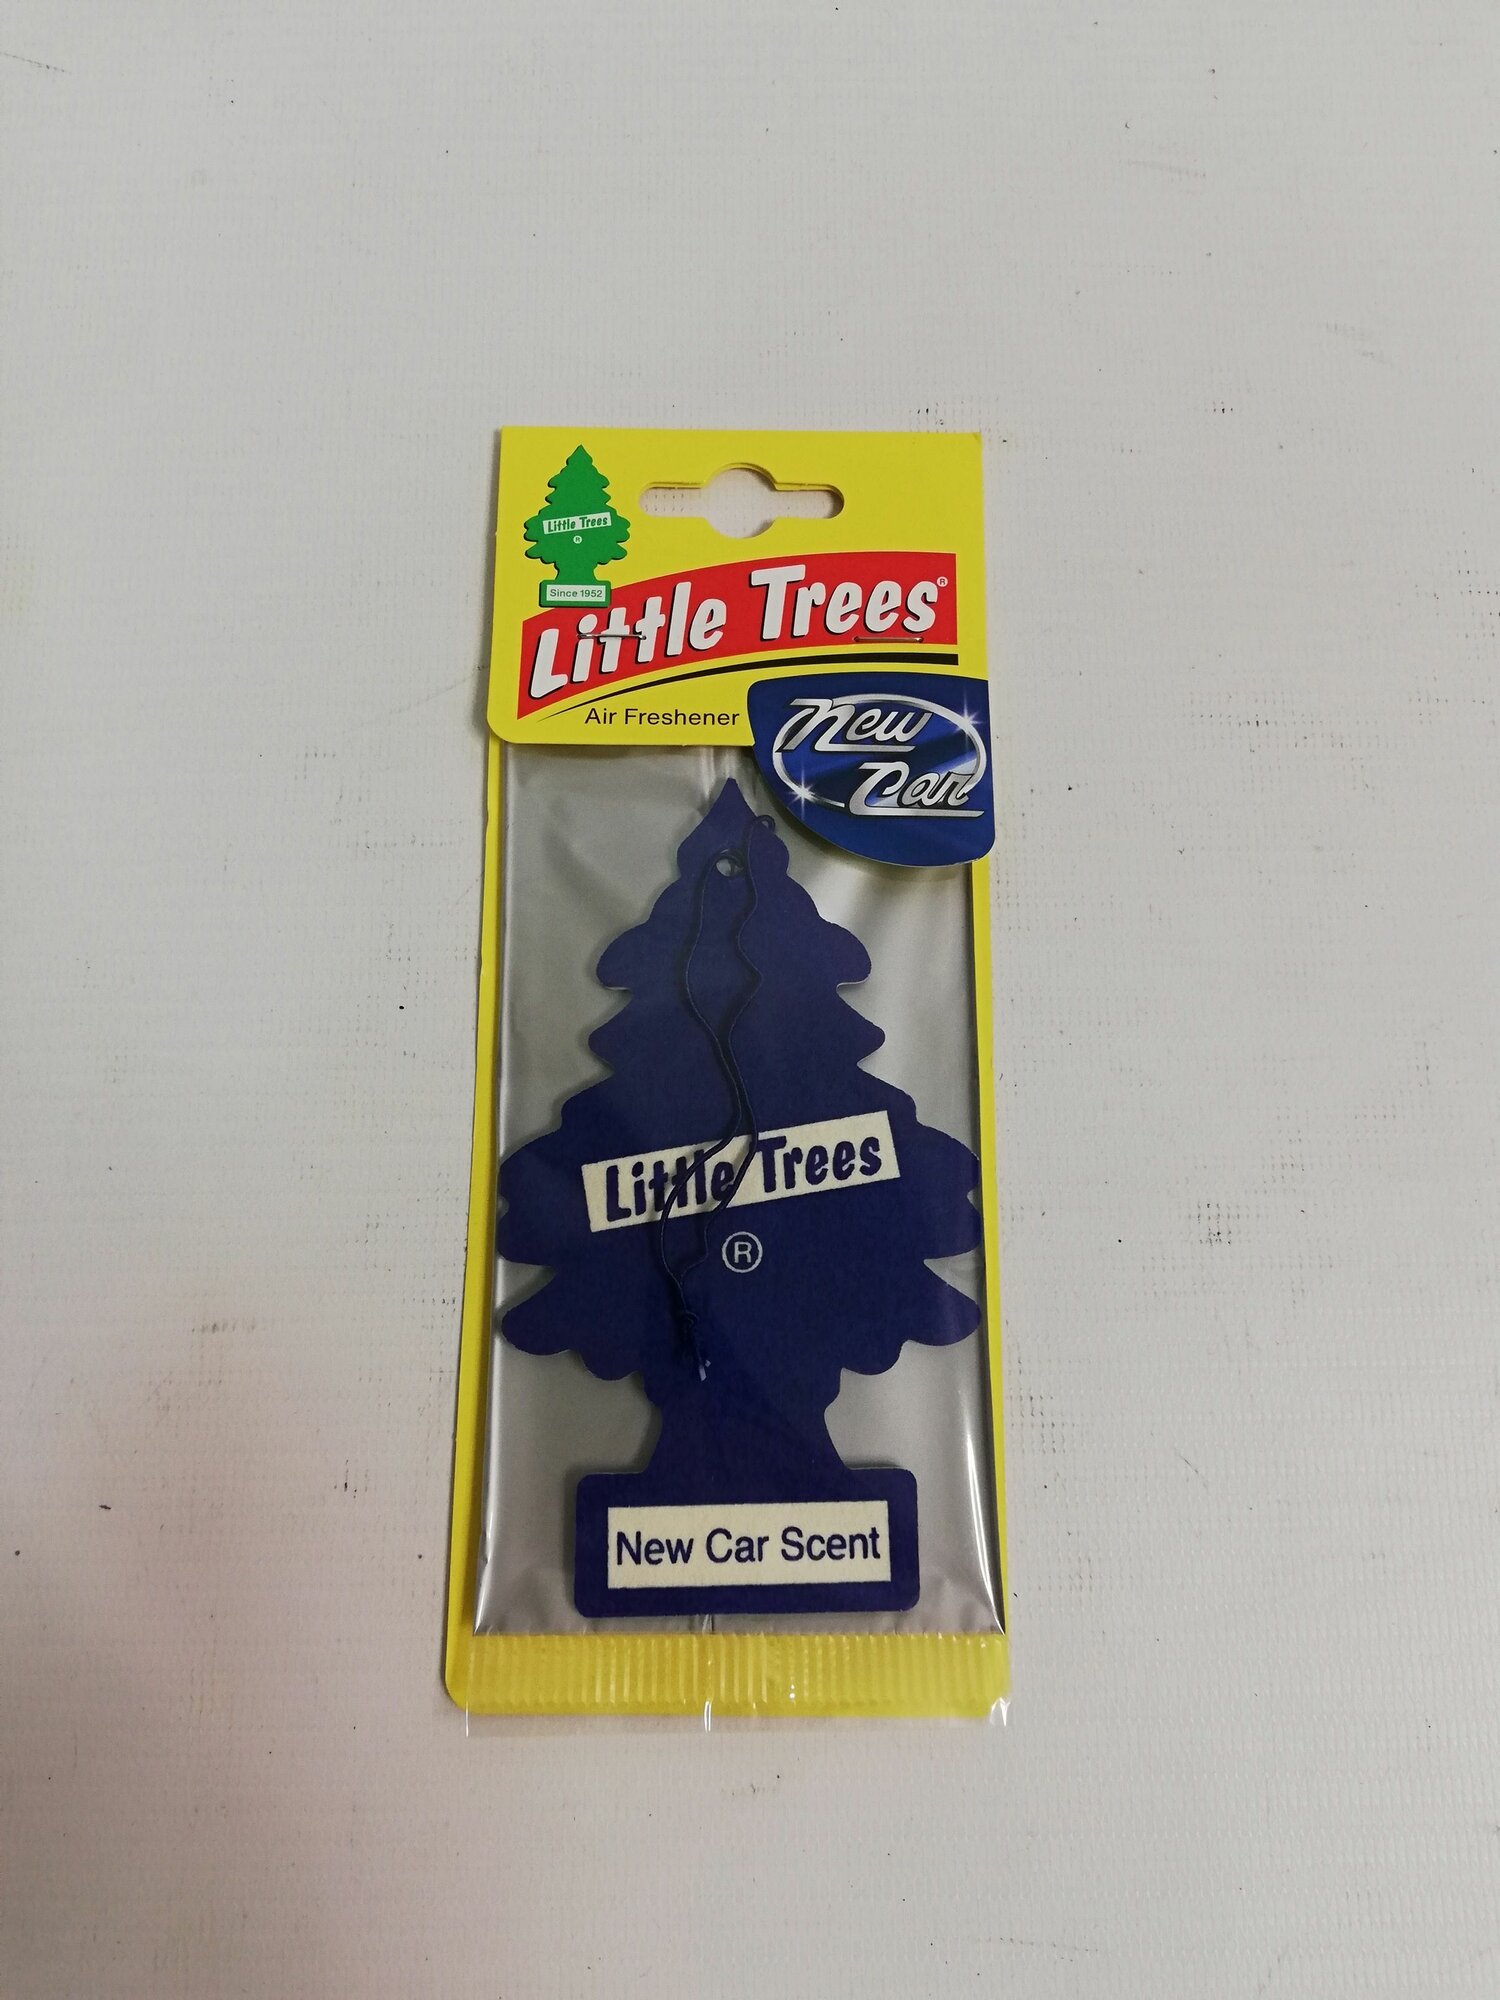 Little Trees
®
Since 1952
Little Trees®
Air Freshener
New
Car
Little Trees
®
New Car Scent